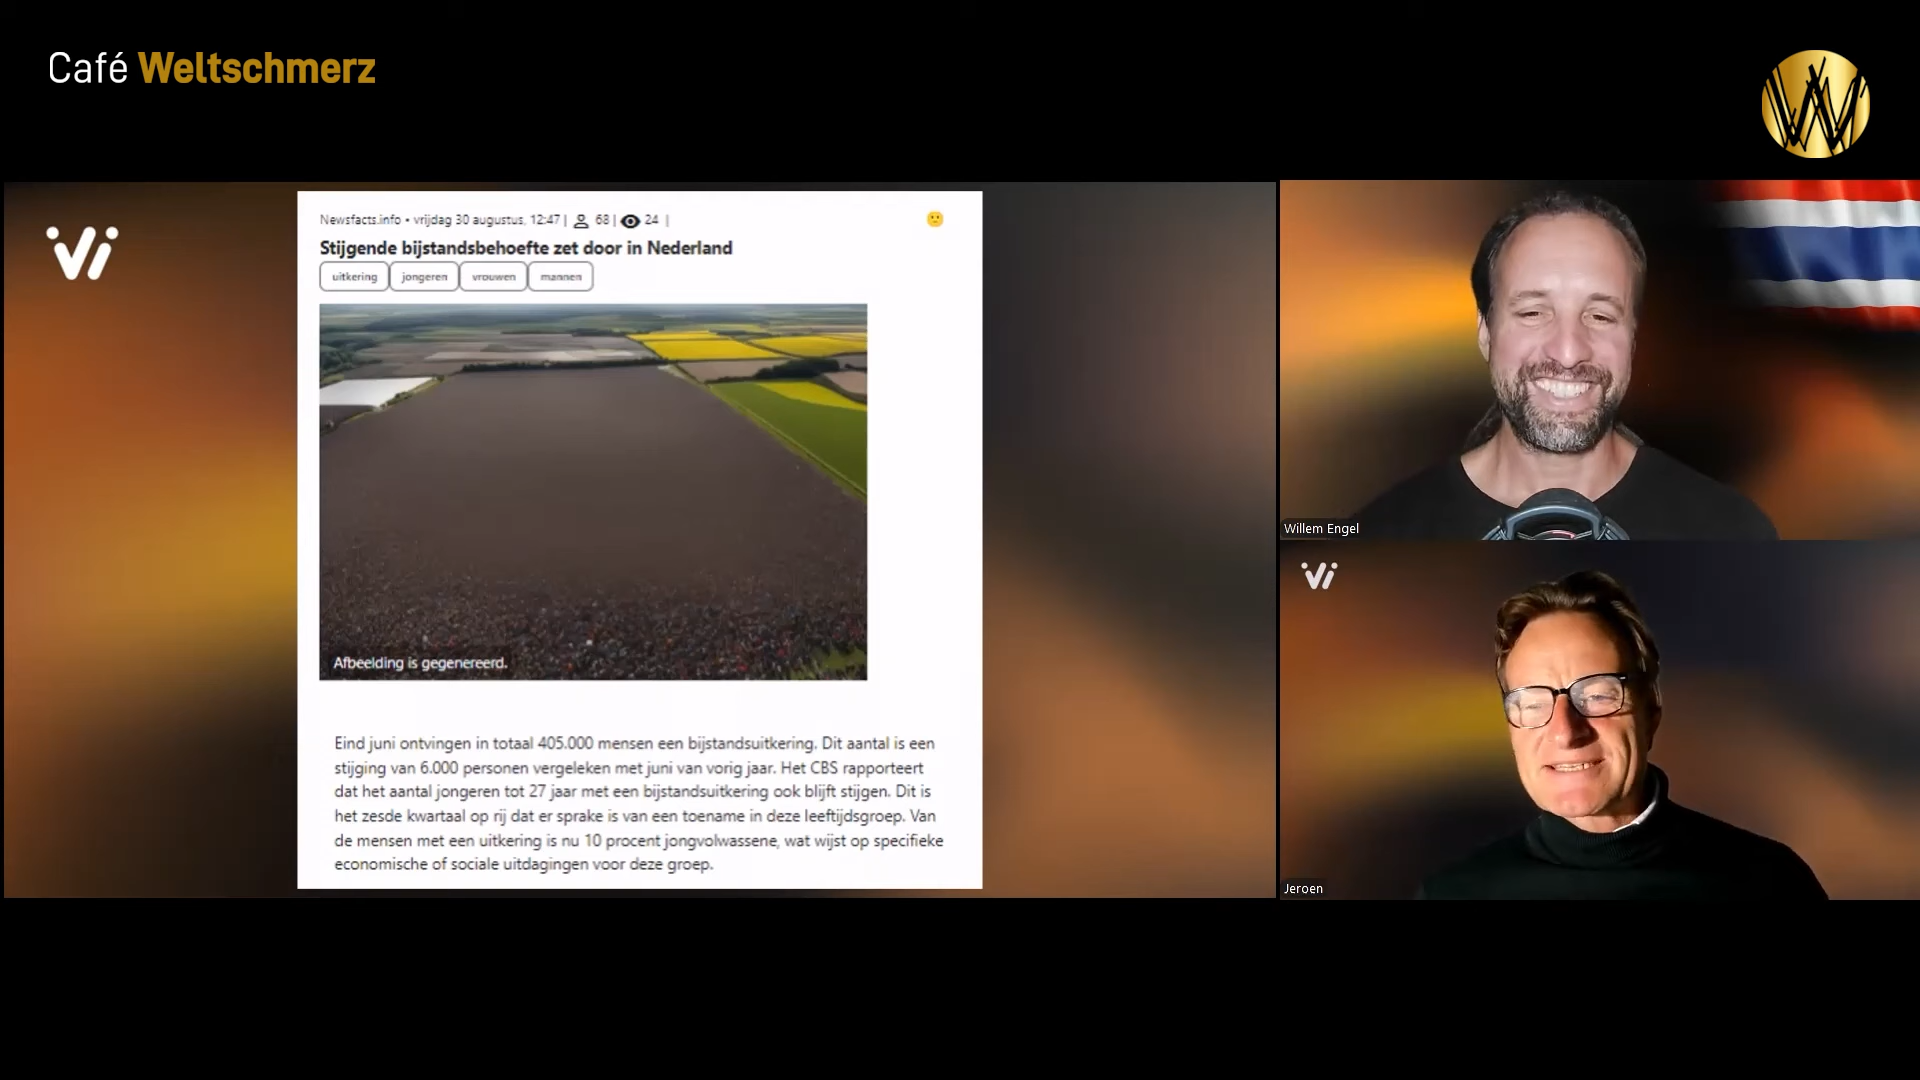 Café Weltschmerz
Newsfacts.info • vrijdag 30 augustus, 12:47 | 68 | 24 |
Stijgende bijstandsbehoefte zet door in Nederland
uitkering jongeren vrouwen mannen
Afbeelding is gegenereerd.
Eind juni ontvingen in totaal 405.000 mensen een bijstandsuitkering. Dit aantal is een
stijging van 6.000 personen vergeleken met juni van vorig jaar. Het CBS rapporteert
dat het aantal jongeren tot 27 jaar met een bijstandsuitkering ook blijft stijgen. Dit is
het zesde kwartaal op rij dat er sprake is van een toename in deze leeftijdsgroep. Van
de mensen met een uitkering is nu 10 procent jongvolwassene, wat wijst op specifieke
economische of sociale uitdagingen voor deze groep.
Willem Engel
Jeroen